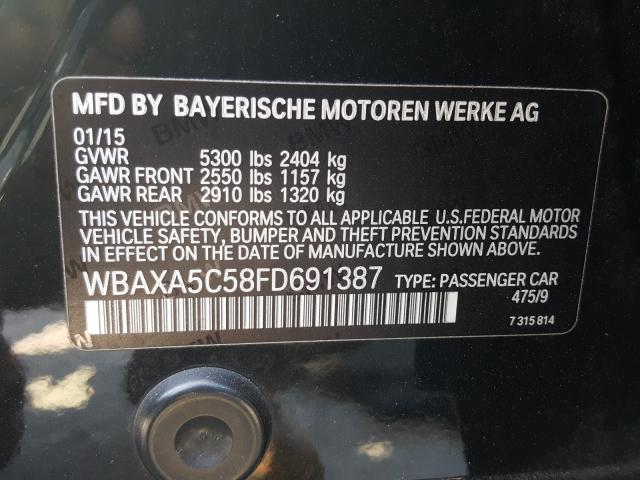 MFD BY BAYERISCHE MOTOREN WERKE AG
01/15
GVWR 5300 lbs 2404 kg
GAWR FRONT 2550 lbs 1157 kg
GAWR REAR 2910 lbs 1320 kg
THIS VEHICLE CONFORMS TO ALL APPLICABLE U.S.FEDERAL MOTOR
VEHICLE SAFETY, BUMPER AND THEFT PREVENTION STANDARDS
IN EFFECT ON THE DATE OF MANUFACTURE SHOWN ABOVE.
WBAXA5C58FD691387 TYPE: PASSENGER CAR
475/9
7 315 814